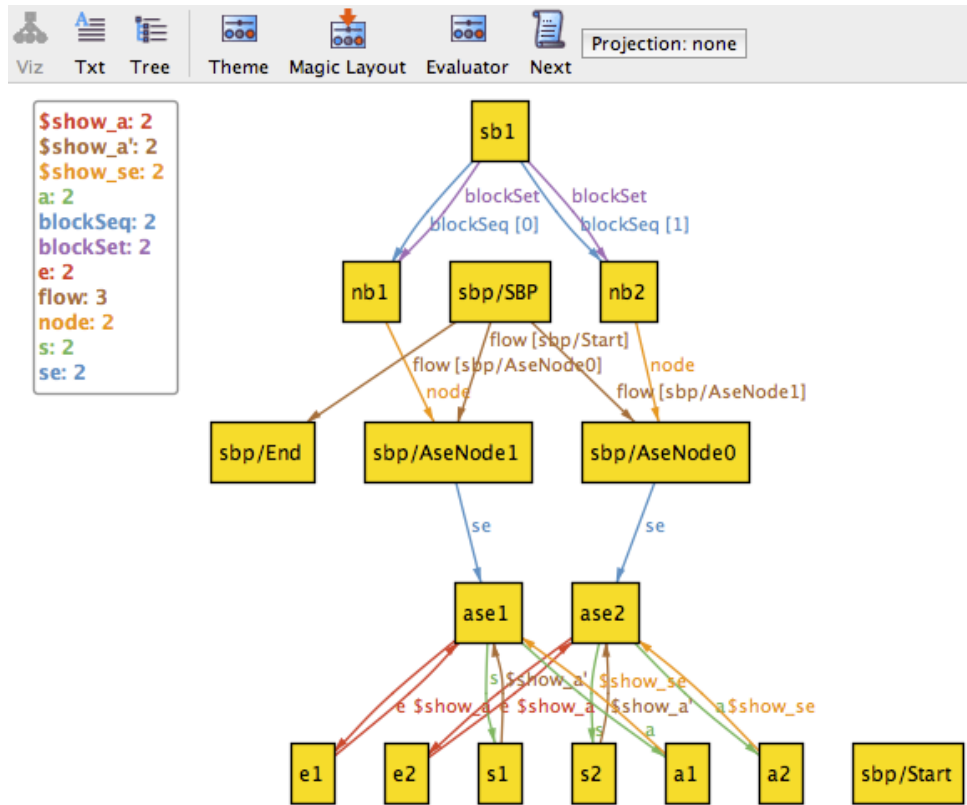 Viz Txt Tree Theme Magic Layout Evaluator Next Projection: none
$show_a: 2
$show_a': 2
$show_se: 2
a: 2
blockSeq: 2
blockSet: 2
e: 2
flow: 3
node: 2
s: 2
se: 2
sb1
blockSet blockSet
blockSeq [0] blockSeq [1]
nb1 sbp/SBP nb2
flow [sbp/Start]
flow [sbp/AseNode0] node
node flow [sbp/AseNode1]
sbp/End sbp/AseNode1 sbp/AseNode0
se se
ase1 ase2
s $show_a' $show_se
e $show_a e $show_a $show_a' a $show_se
s a
e1 e2 s1 s2 a1 a2 sbp/Start